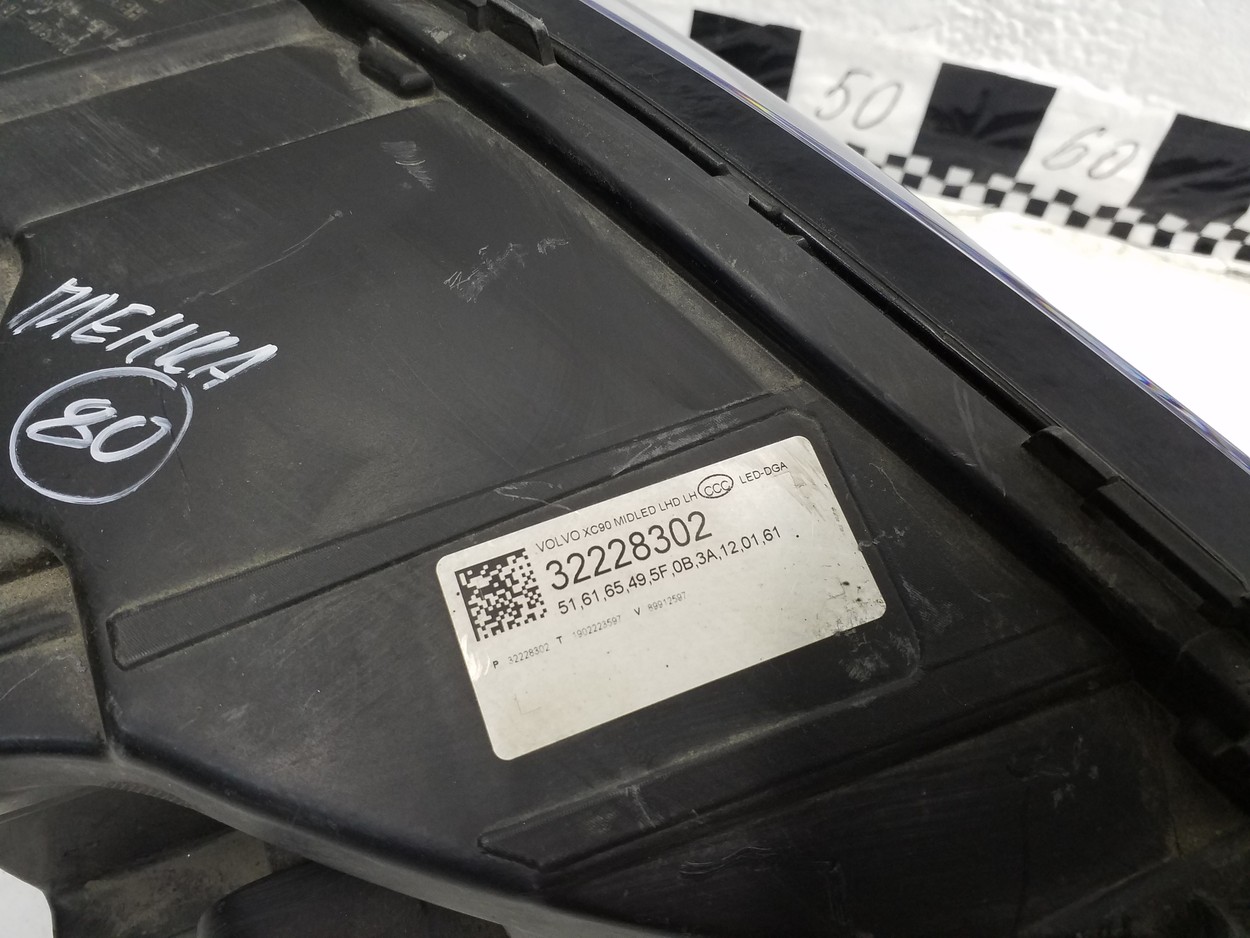 50
60
ПЛЕНКА
80
VOLVO XC90 MIDLED LHD LH CCC LED-DGA
32228302
51,61,65,49,5F,0B,3A,12,01,61
P 32228302 T 1902223597 V 89912597